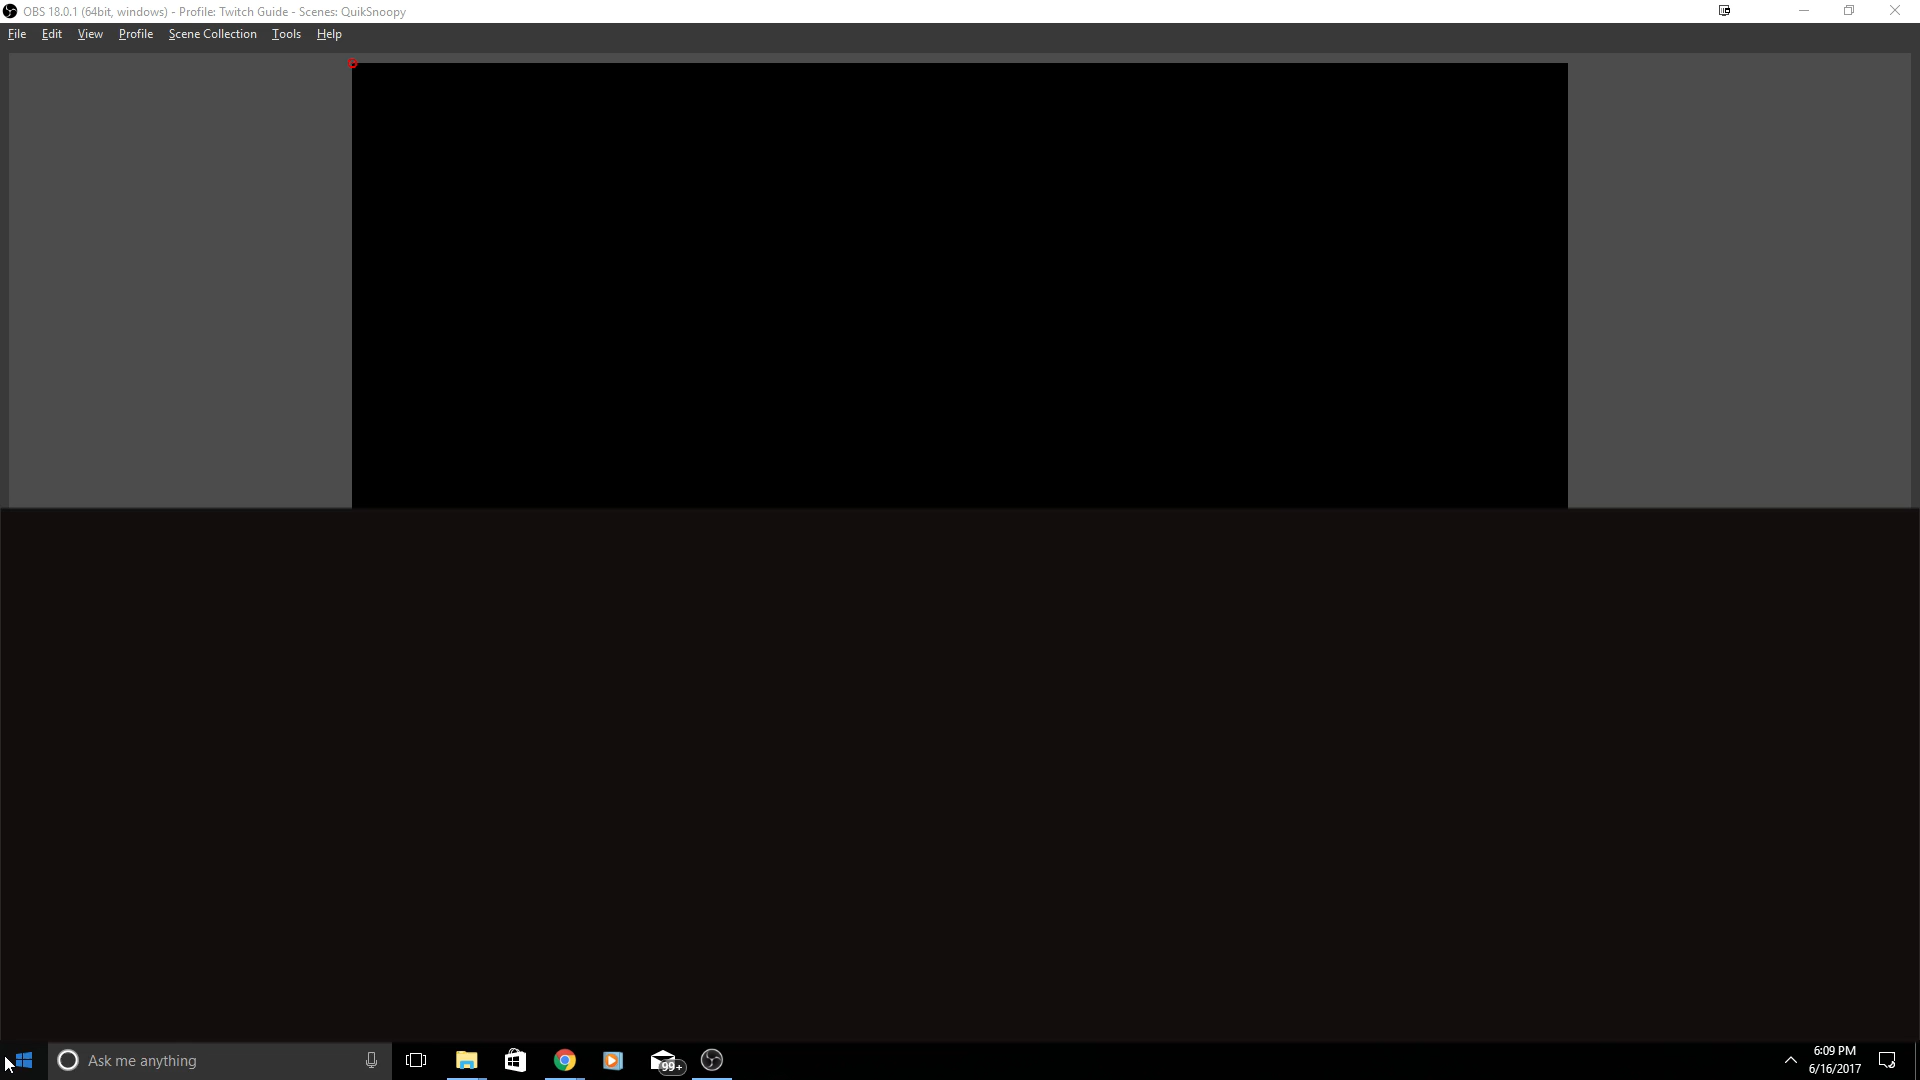 OBS 18.0.1 (64bit, windows) - Profile: Twitch Guide - Scenes: QuikSnoopy
File Edit View Profile Scene Collection Tools Help
Ask me anything
99+
6:09 PM
6/16/2017